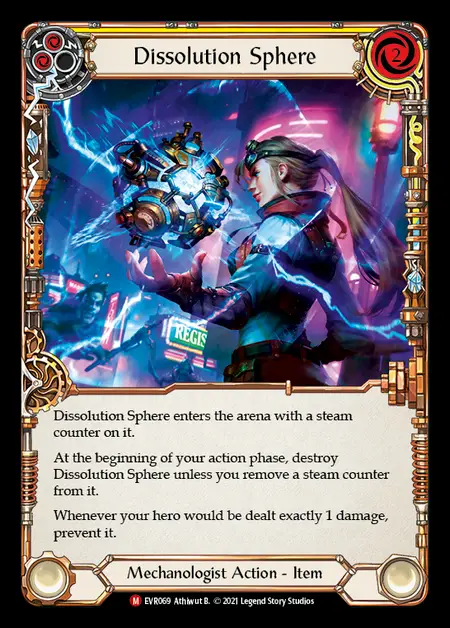 Dissolution Sphere
2
REGIS
Dissolution Sphere enters the arena with a steam
counter on it.
At the beginning of your action phase, destroy
Dissolution Sphere unless you remove a steam counter
from it.
Whenever your hero would be dealt exactly 1 damage,
prevent it.
Mechanologist Action - Item
M EVR069 Athiwut B. © 2021 Legend Story Studios